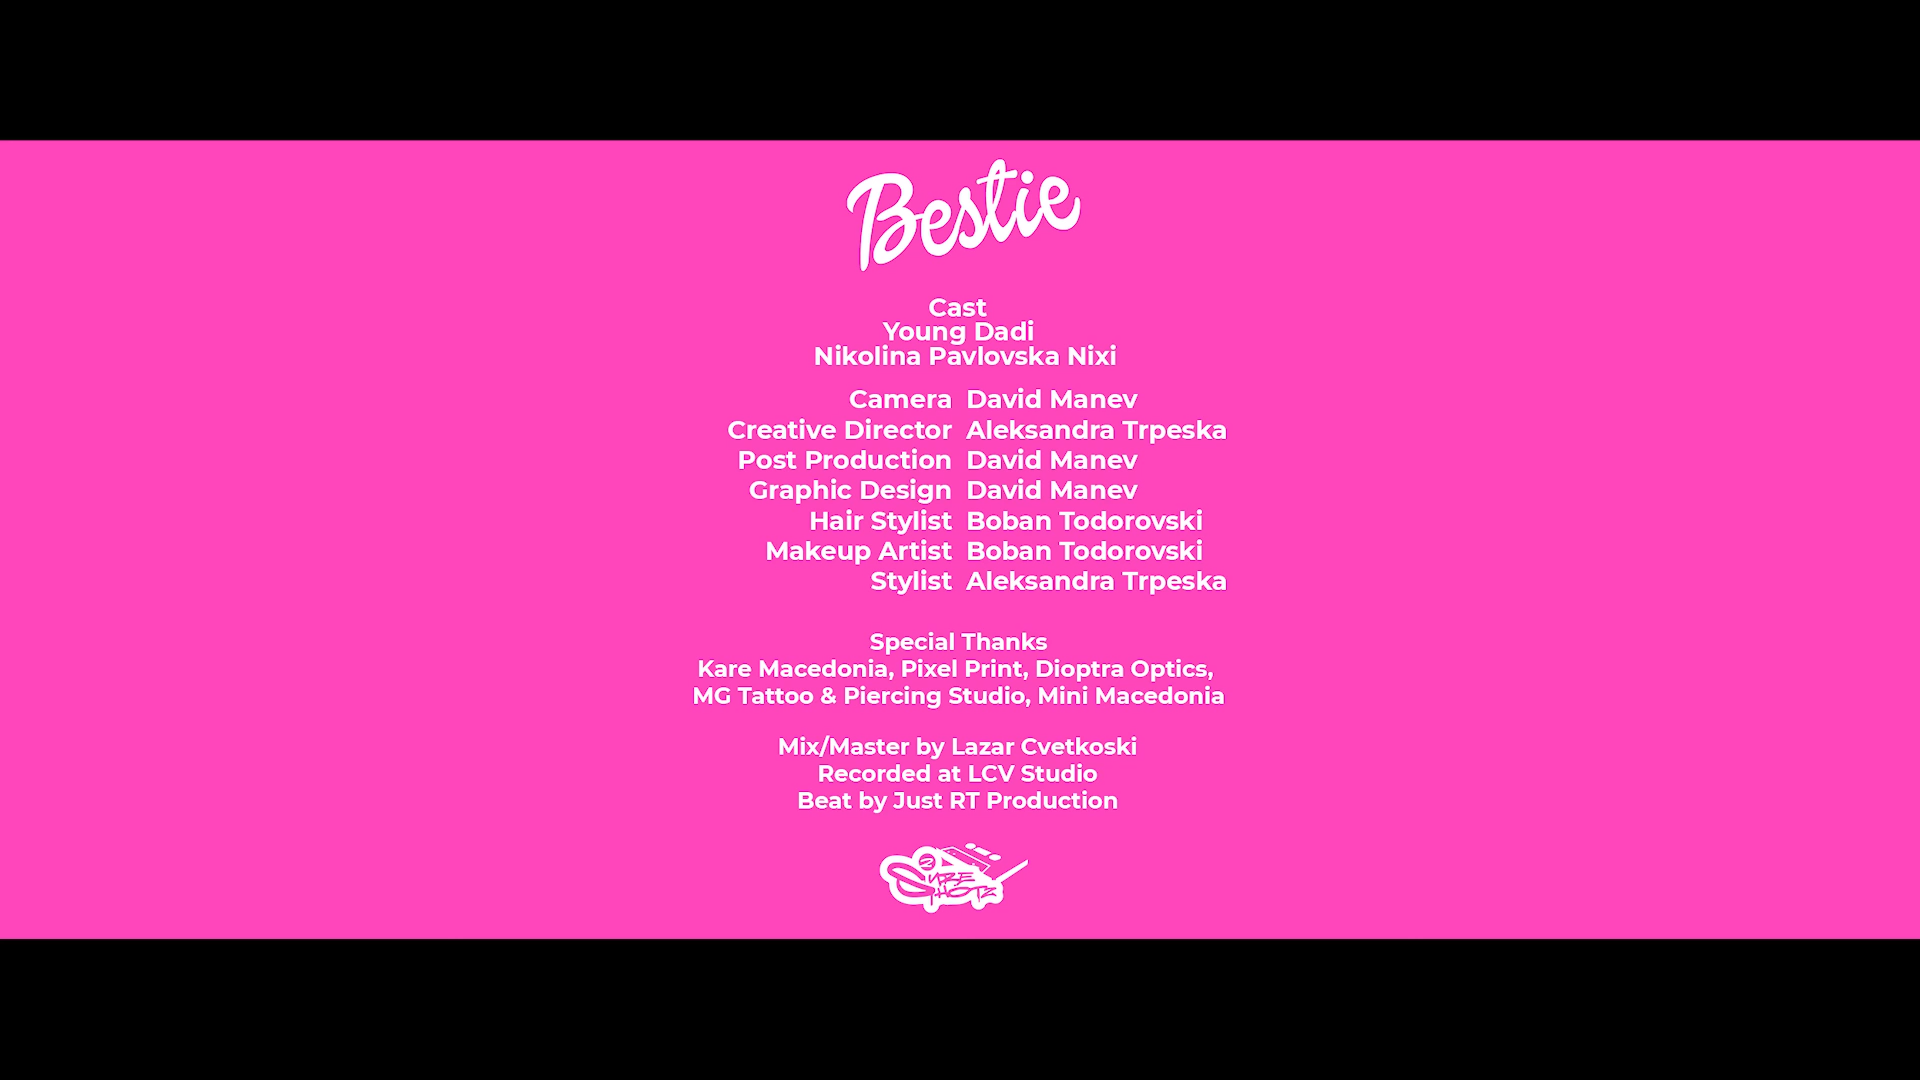 Bestie
Cast
Young Dadi
Nikolina Pavlovska Nixi
Camera David Manev
Creative Director Aleksandra Trpeska
Post Production David Manev
Graphic Design David Manev
Hair Stylist Boban Todorovski
Makeup Artist Boban Todorovski
Stylist Aleksandra Trpeska
Special Thanks
Kare Macedonia, Pixel Print, Dioptra Optics,
MG Tattoo & Piercing Studio, Mini Macedonia
Mix/Master by Lazar Cvetkoski
Recorded at LCV Studio
Beat by Just RT Production
2
Sure
Shotz